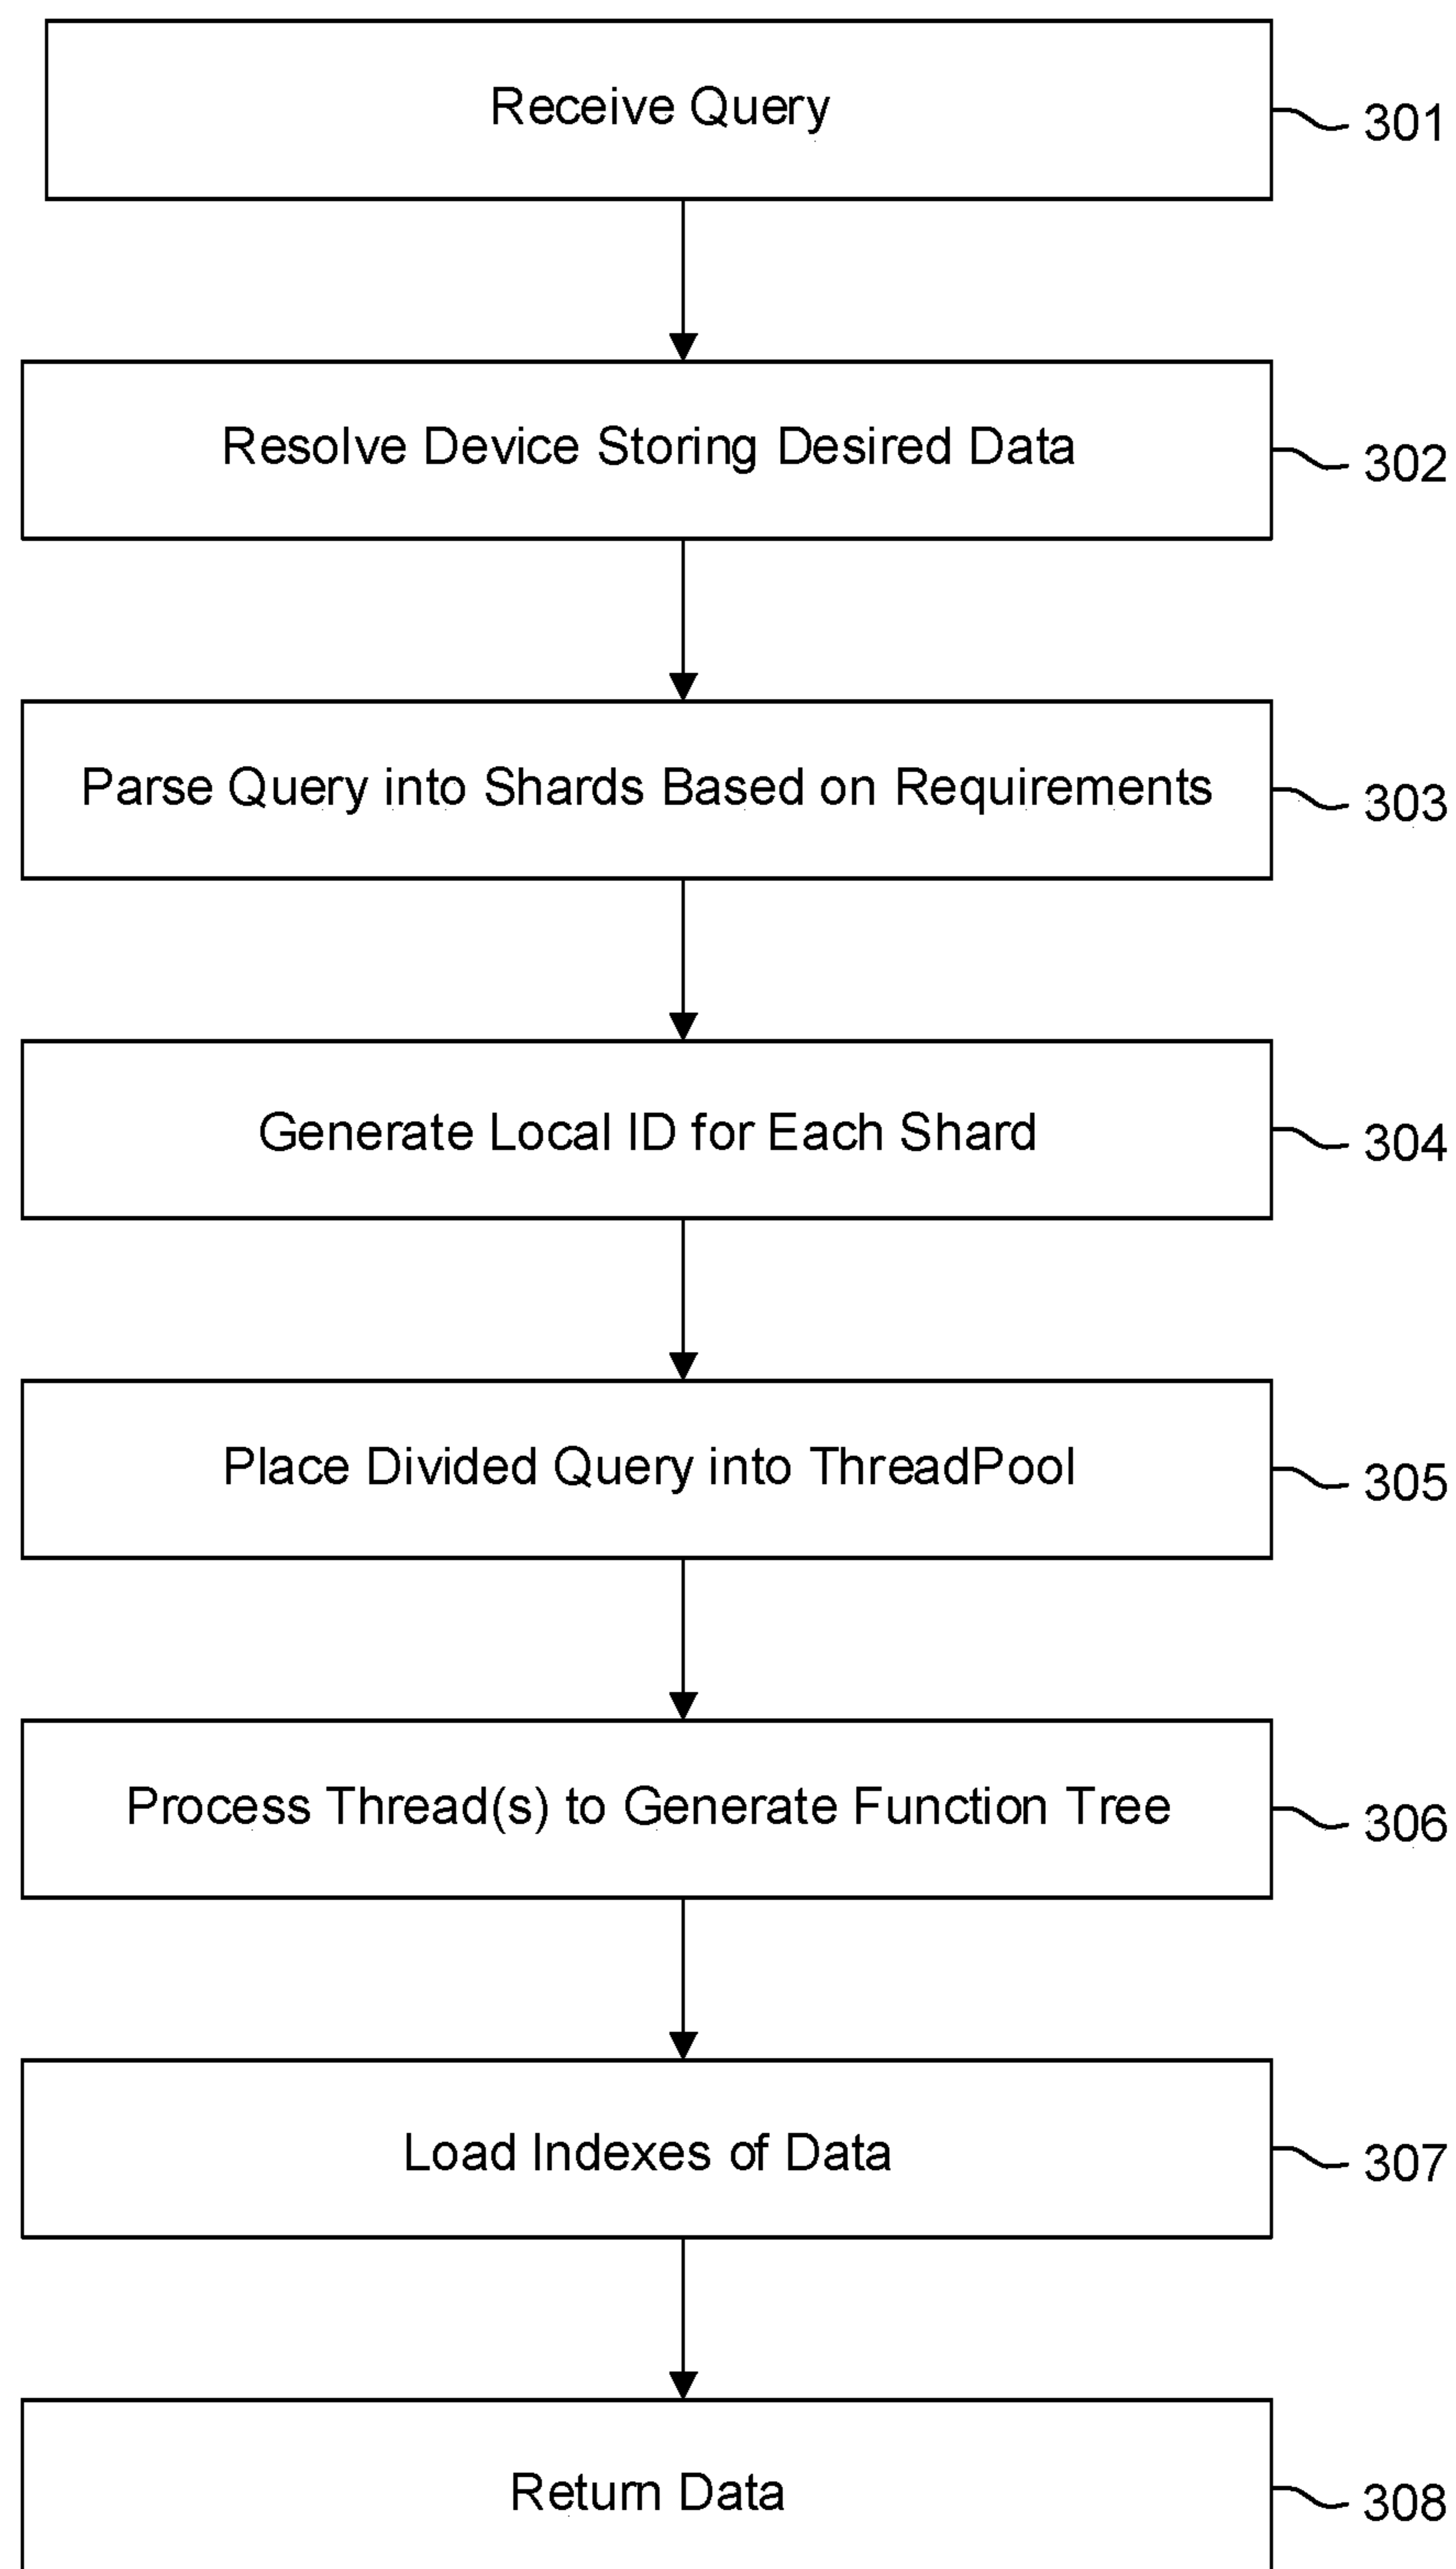 Receive Query
301
Resolve Device Storing Desired Data
302
Parse Query into Shards Based on Requirements
303
Generate Local ID for Each Shard
304
Place Divided Query into ThreadPool
305
Process Thread(s) to Generate Function Tree
306
Load Indexes of Data
307
Return Data
308